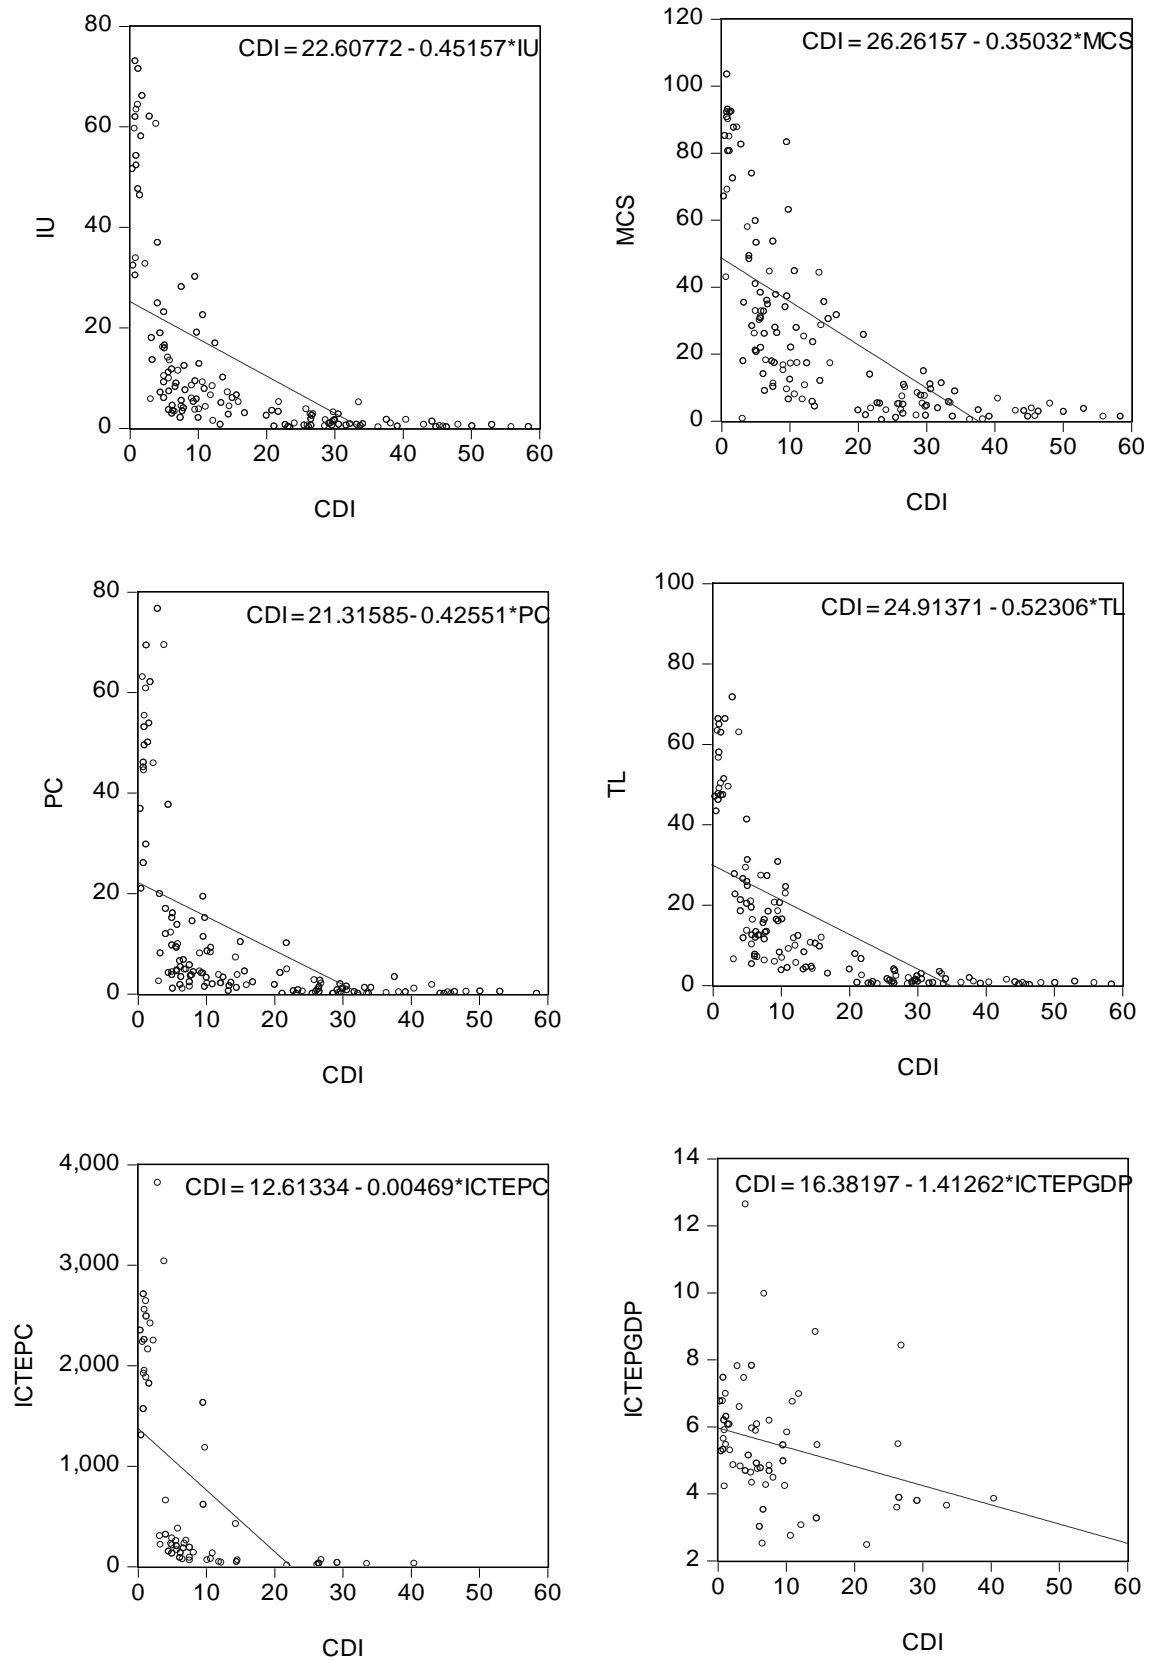 CDI = 22.60772 - 0.45157*IU
80
60
40
20
0
IU
0 10 20 30 40 50 60
CDI
CDI = 26.26157 - 0.35032*MCS
120
100
80
60
40
20
0
MCS
0 10 20 30 40 50 60
CDI
CDI = 21.31585 - 0.42551*PC
80
60
40
20
0
PC
0 10 20 30 40 50 60
CDI
CDI = 24.91371 - 0.52306*TL
100
80
60
40
20
0
TL
0 10 20 30 40 50 60
CDI
CDI = 12.61334 - 0.00469*ICTEPC
4,000
3,000
2,000
1,000
0
ICTEPC
0 10 20 30 40 50 60
CDI
CDI = 16.38197 - 1.41262*ICTEPGDP
14
12
10
8
6
4
2
ICTEPGDP
0 10 20 30 40 50 60
CDI